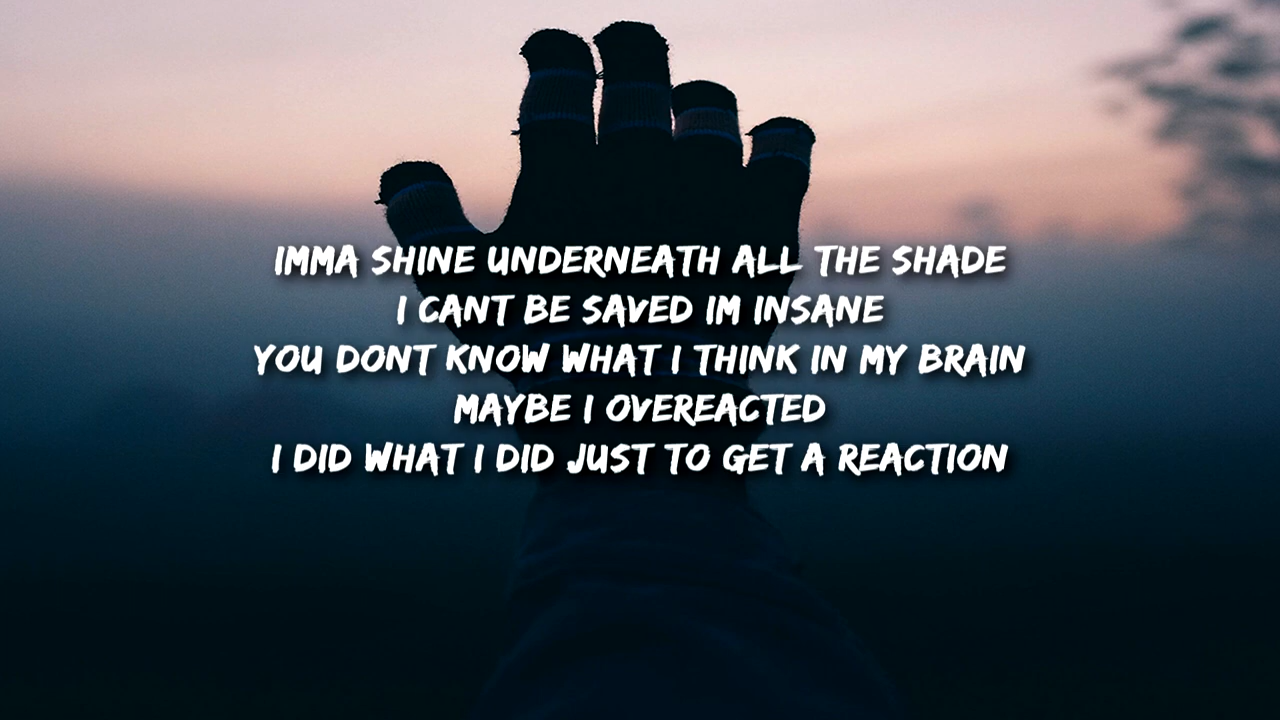 IMMA SHINE UNDERNEATH ALL THE SHADE
I CANT BE SAVED IM INSANE
YOU DONT KNOW WHAT I THINK IN MY BRAIN
MAYBE I OVEREACTED
I DID WHAT I DID JUST TO GET A REACTION